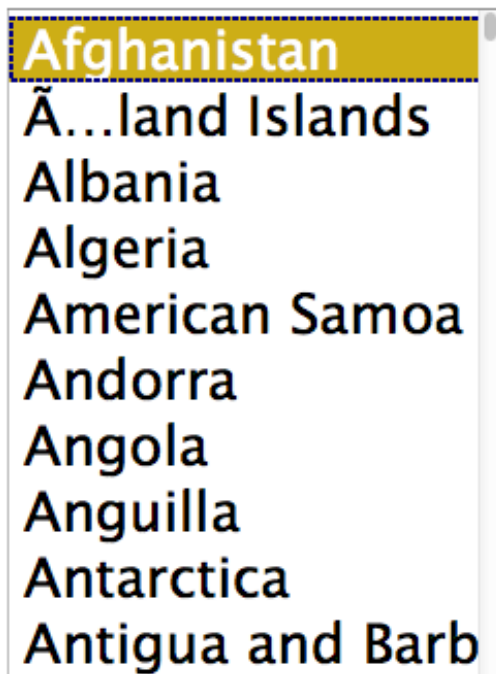 Afghanistan
Ã…land Islands
Albania
Algeria
American Samoa
Andorra
Angola
Anguilla
Antarctica
Antigua and Barb